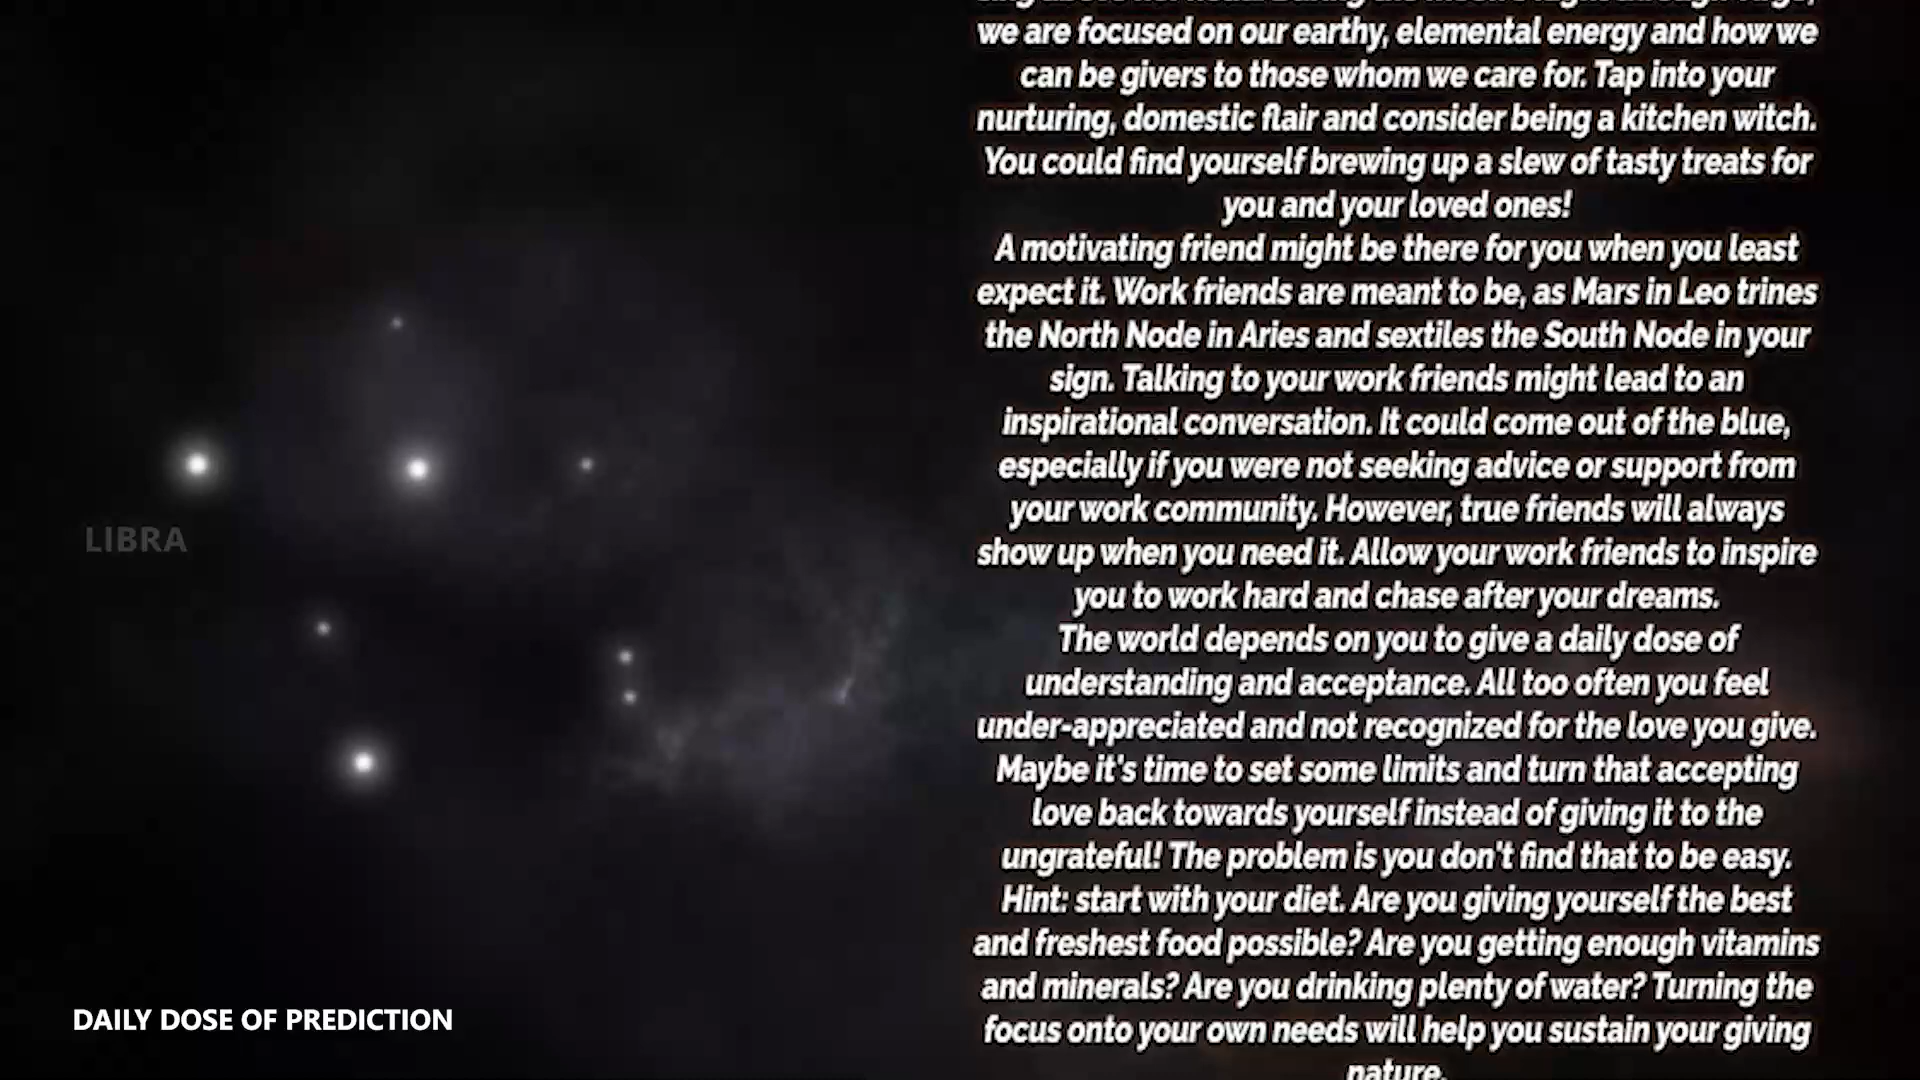 we are focused on our earthy, elemental energy and how we
can be givers to those whom we care for. Tap into your
nurturing, domestic flair and consider being a kitchen witch.
You could find yourself brewing up a slew of tasty treats for
you and your loved ones!
A motivating friend might be there for you when you least
expect it. Work friends are meant to be, as Mars in Leo trines
the North Node in Aries and sextiles the South Node in your
sign. Talking to your work friends might lead to an
inspirational conversation. It could come out of the blue,
especially if you were not seeking advice or support from
your work community. However, true friends will always
show up when you need it. Allow your work friends to inspire
you to work hard and chase after your dreams.
The world depends on you to give a daily dose of
understanding and acceptance. All too often you feel
under-appreciated and not recognized for the love you give.
Maybe it's time to set some limits and turn that accepting
love back towards yourself instead of giving it to the
ungrateful! The problem is you don't find that to be easy.
Hint: start with your diet. Are you giving yourself the best
and freshest food possible? Are you getting enough vitamins
and minerals? Are you drinking plenty of water? Turning the
focus onto your own needs will help you sustain your giving
nature.
LIBRA
DAILY DOSE OF PREDICTION